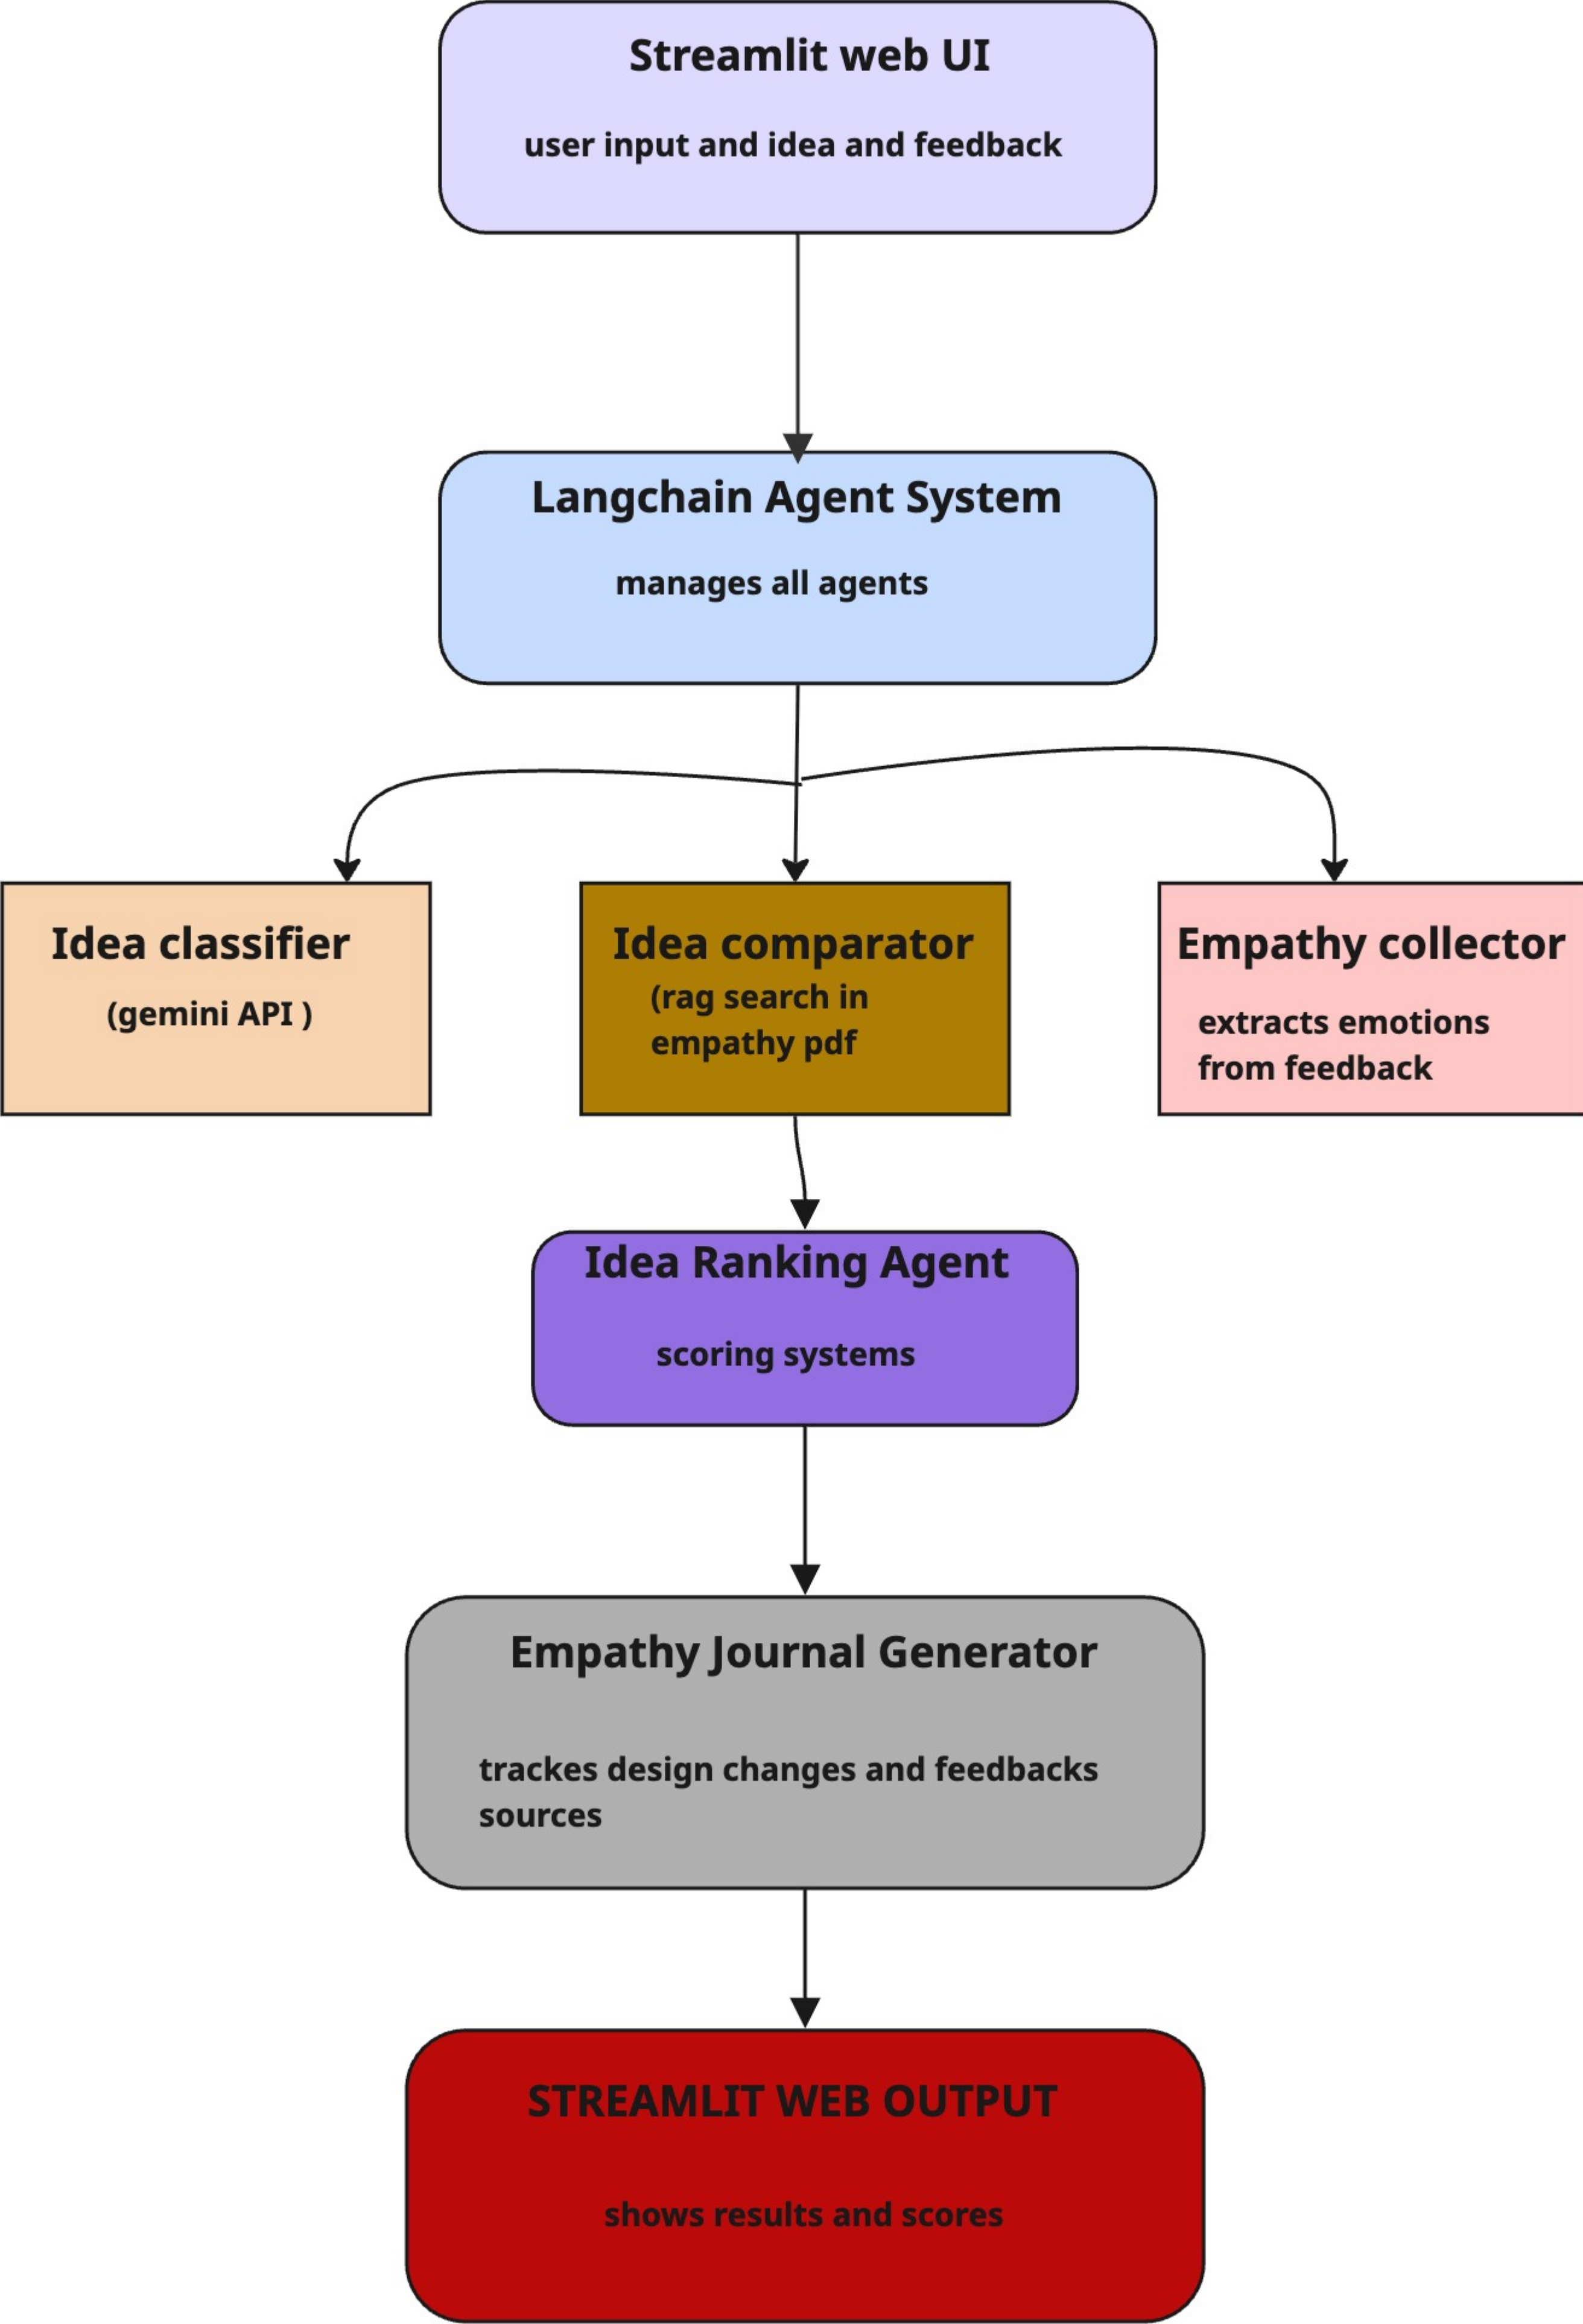 Streamlit web UI
user input and idea and feedback
Langchain Agent System
manages all agents
Idea classifier
(gemini API )
Idea comparator
(rag search in
empathy pdf
Empathy collector
extracts emotions
from feedback
Idea Ranking Agent
scoring systems
Empathy Journal Generator
trackes design changes and feedbacks
sources
STREAMLIT WEB OUTPUT
shows results and scores